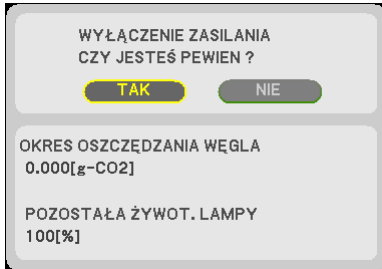 WYŁĄCZENIE ZASILANIA
CZY JESTEŚ PEWIEN ?
TAK NIE
OKRES OSZCZĘDZANIA WĘGLA
0.000[g-CO2]
POZOSTAŁA ŻYWOT. LAMPY
100[%]